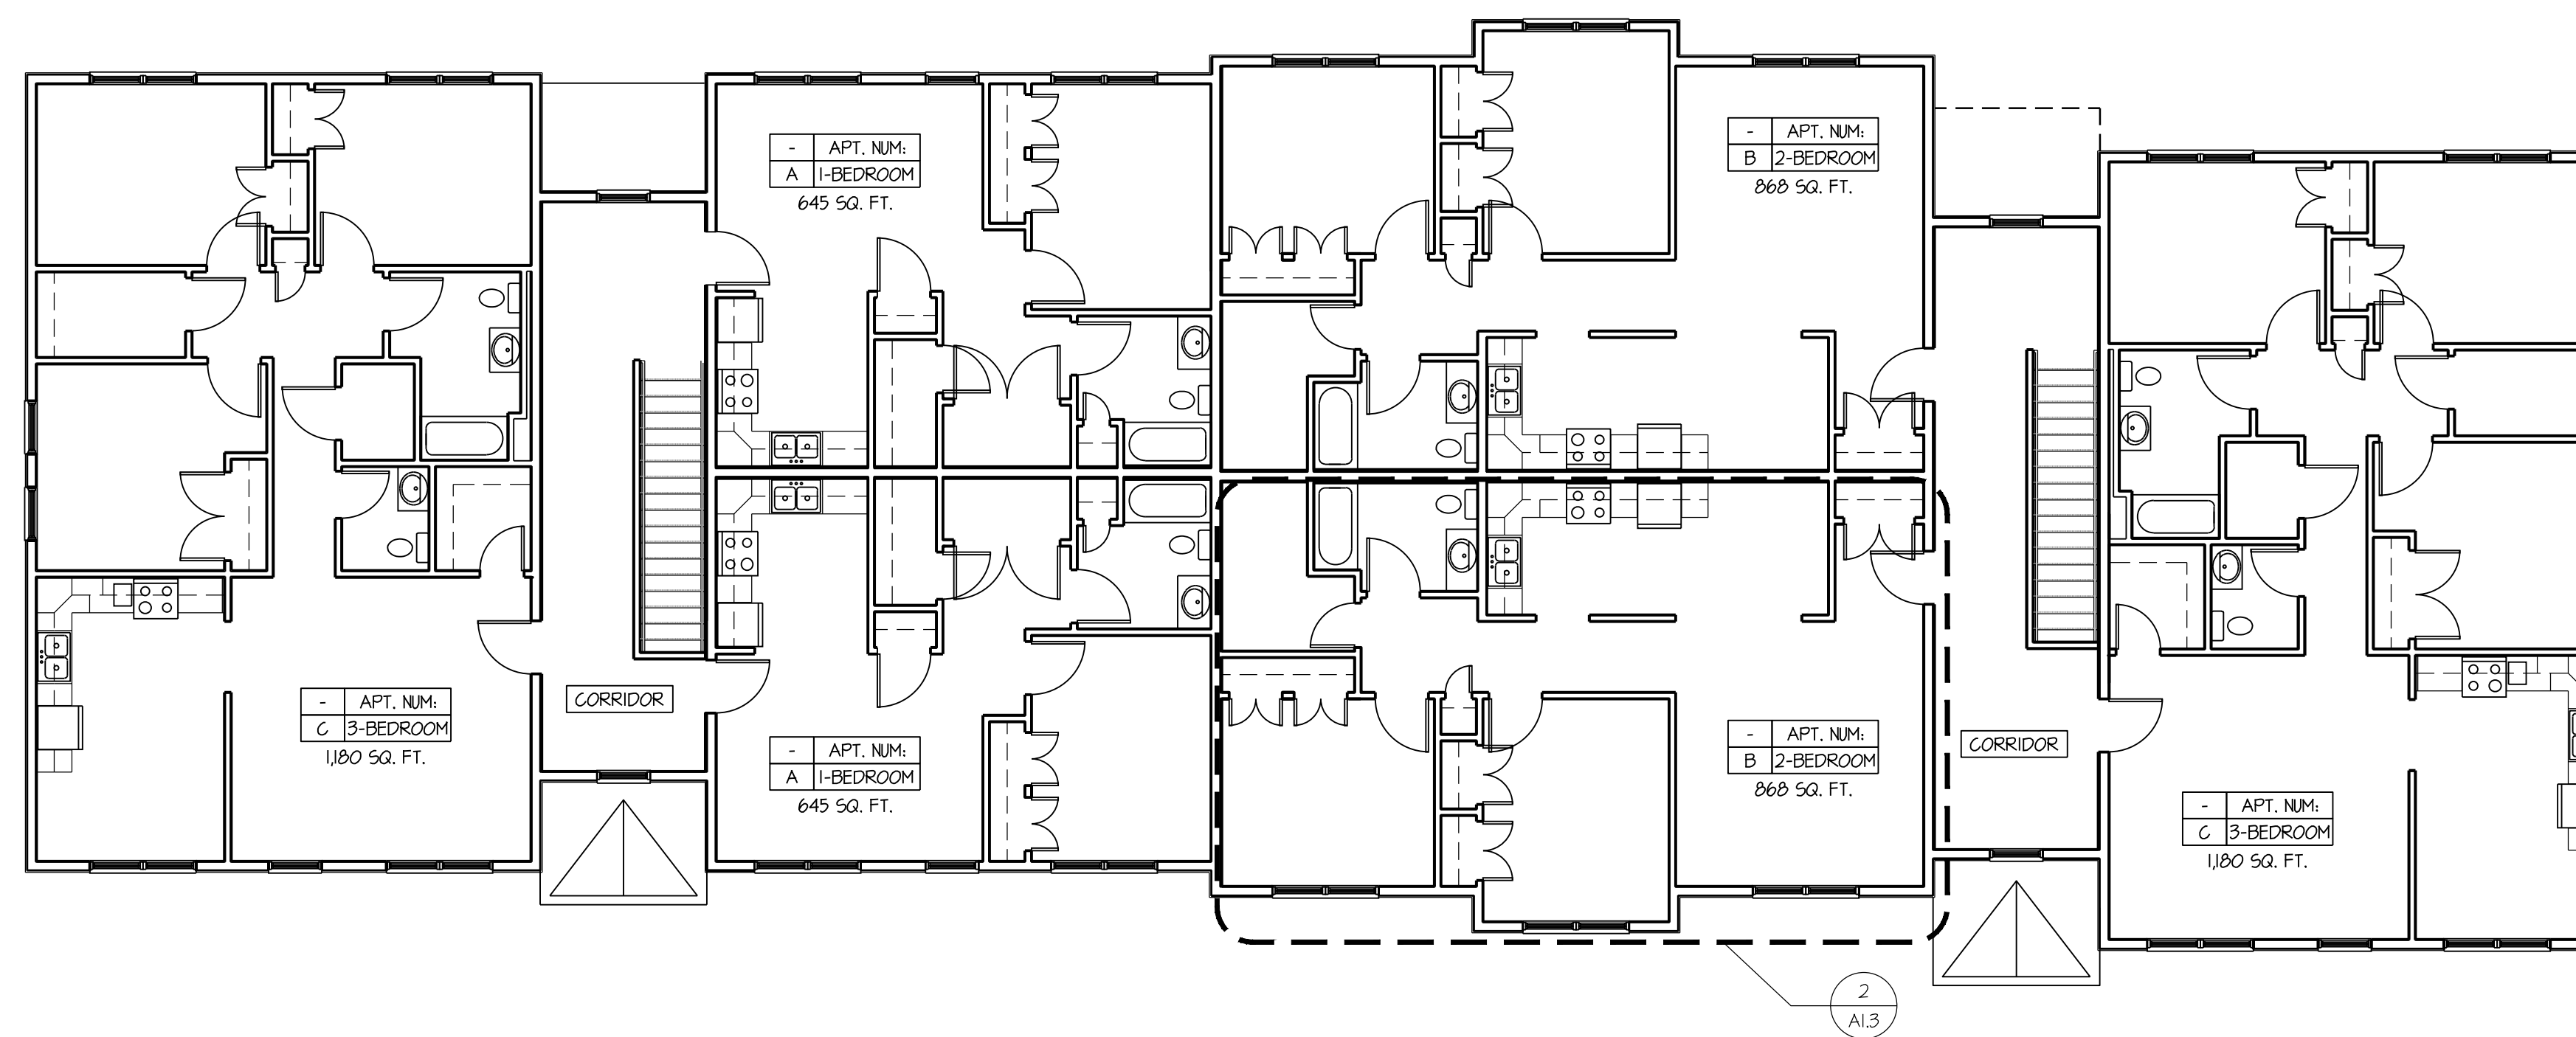 - APT. NUM:
A 1-BEDROOM
645 SQ. FT.
- APT. NUM:
B 2-BEDROOM
868 SQ. FT.
- APT. NUM:
C 3-BEDROOM
1,180 SQ. FT.
CORRIDOR
- APT. NUM:
A 1-BEDROOM
645 SQ. FT.
- APT. NUM:
B 2-BEDROOM
868 SQ. FT.
CORRIDOR
- APT. NUM:
C 3-BEDROOM
1,180 SQ. FT.
2
A1.3